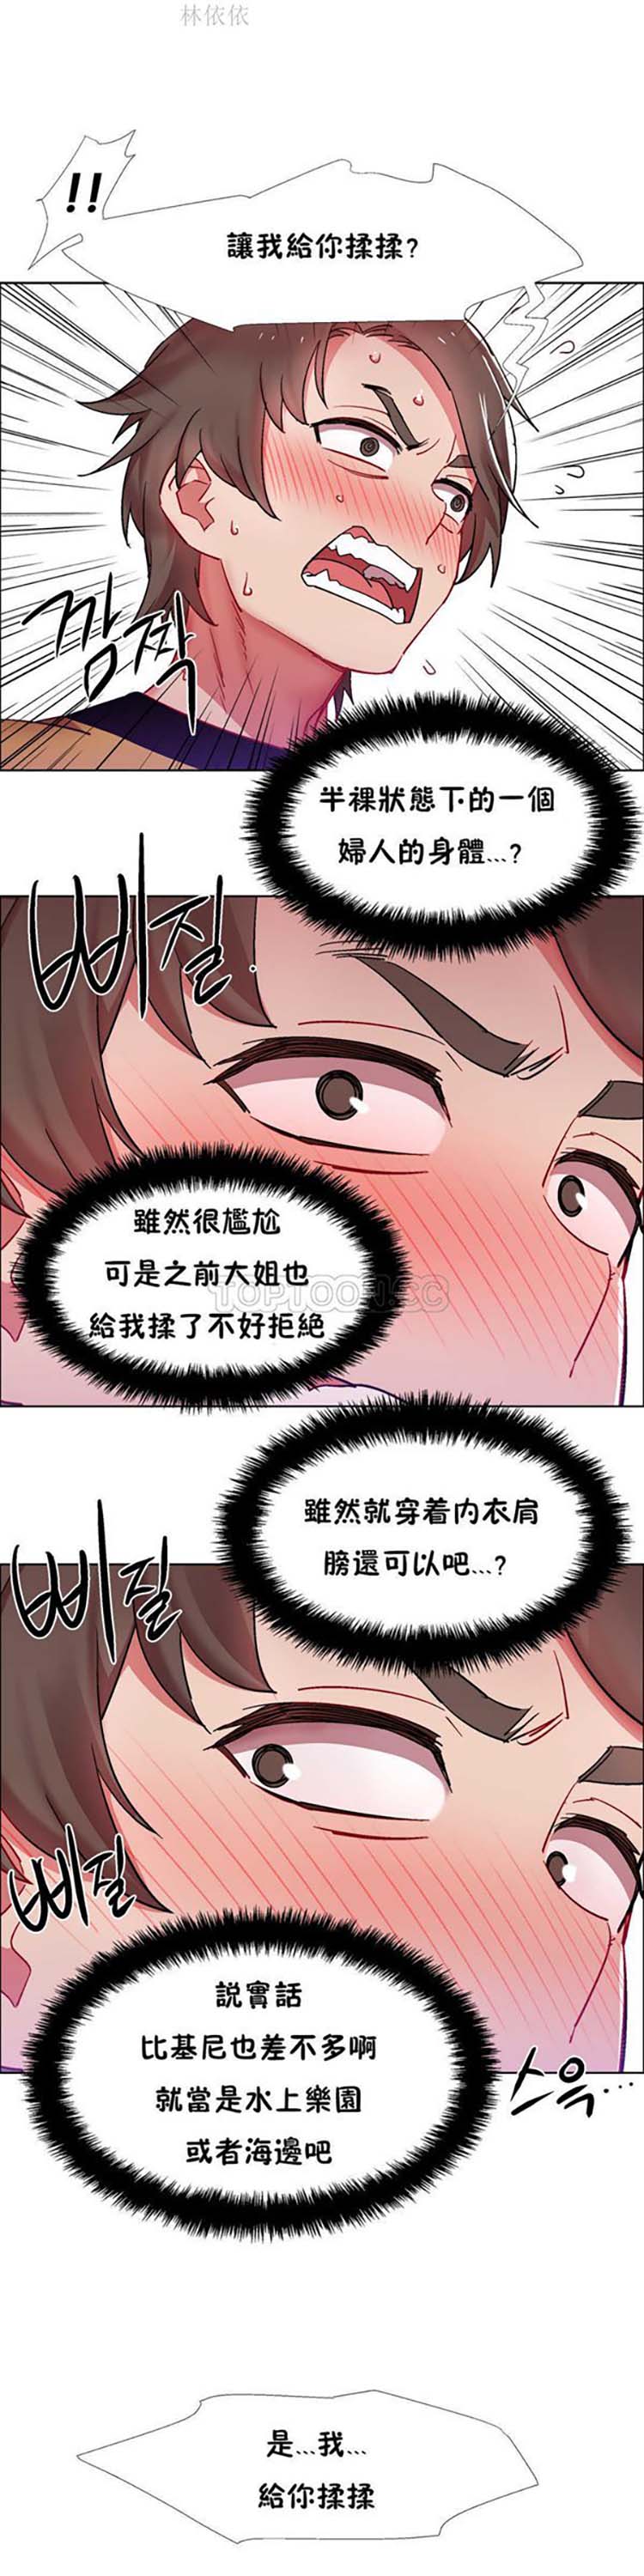 林依依
!!
讓我給你揉揉?
깜짝
半裸狀態下的一個
婦人的身體...?
삐질.
雖然很尷尬
可是之前大姐也
給我揉了不好拒絕
TOPTOON.CC
雖然就穿着内衣肩
膀還可以吧...?
삐질
삐질
説實話
比基尼也差不多啊
就當是水上樂園
或者海邊吧
스윽...
是...我...
給你揉揉